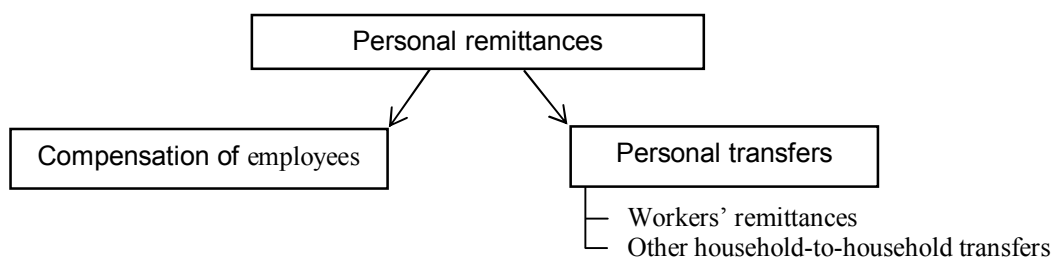 Personal remittances
Compensation of employees
Personal transfers
Workers’ remittances
Other household-to-household transfers